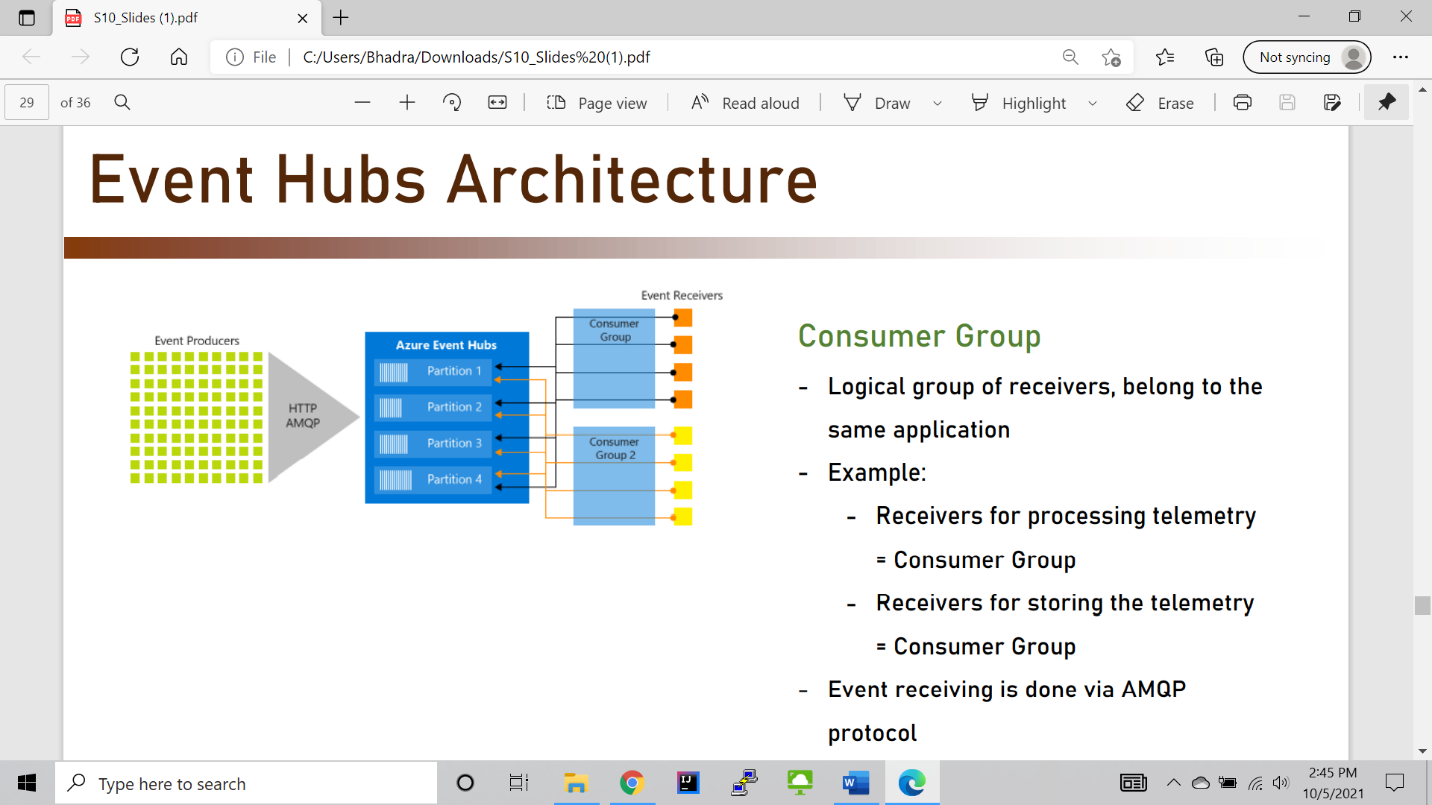 S10_Slides (1).pdf
File
C:/Users/Bhadra/Downloads/S10_Slides%20(1).pdf
Not syncing
29
of 36
Page view
Read aloud
Draw
Highlight
Erase
Event Hubs Architecture
Event Receivers
Event Producers
HTTP
AMQP
Azure Event Hubs
Partition 1
Partition 2
Partition 3
Partition 4
Consumer
Group
Consumer
Group 2
Consumer Group
- Logical group of receivers, belong to the
same application
- Example:
- Receivers for processing telemetry
= Consumer Group
- Receivers for storing the telemetry
= Consumer Group
- Event receiving is done via AMQP
protocol
Type here to search
2:45 PM
10/5/2021